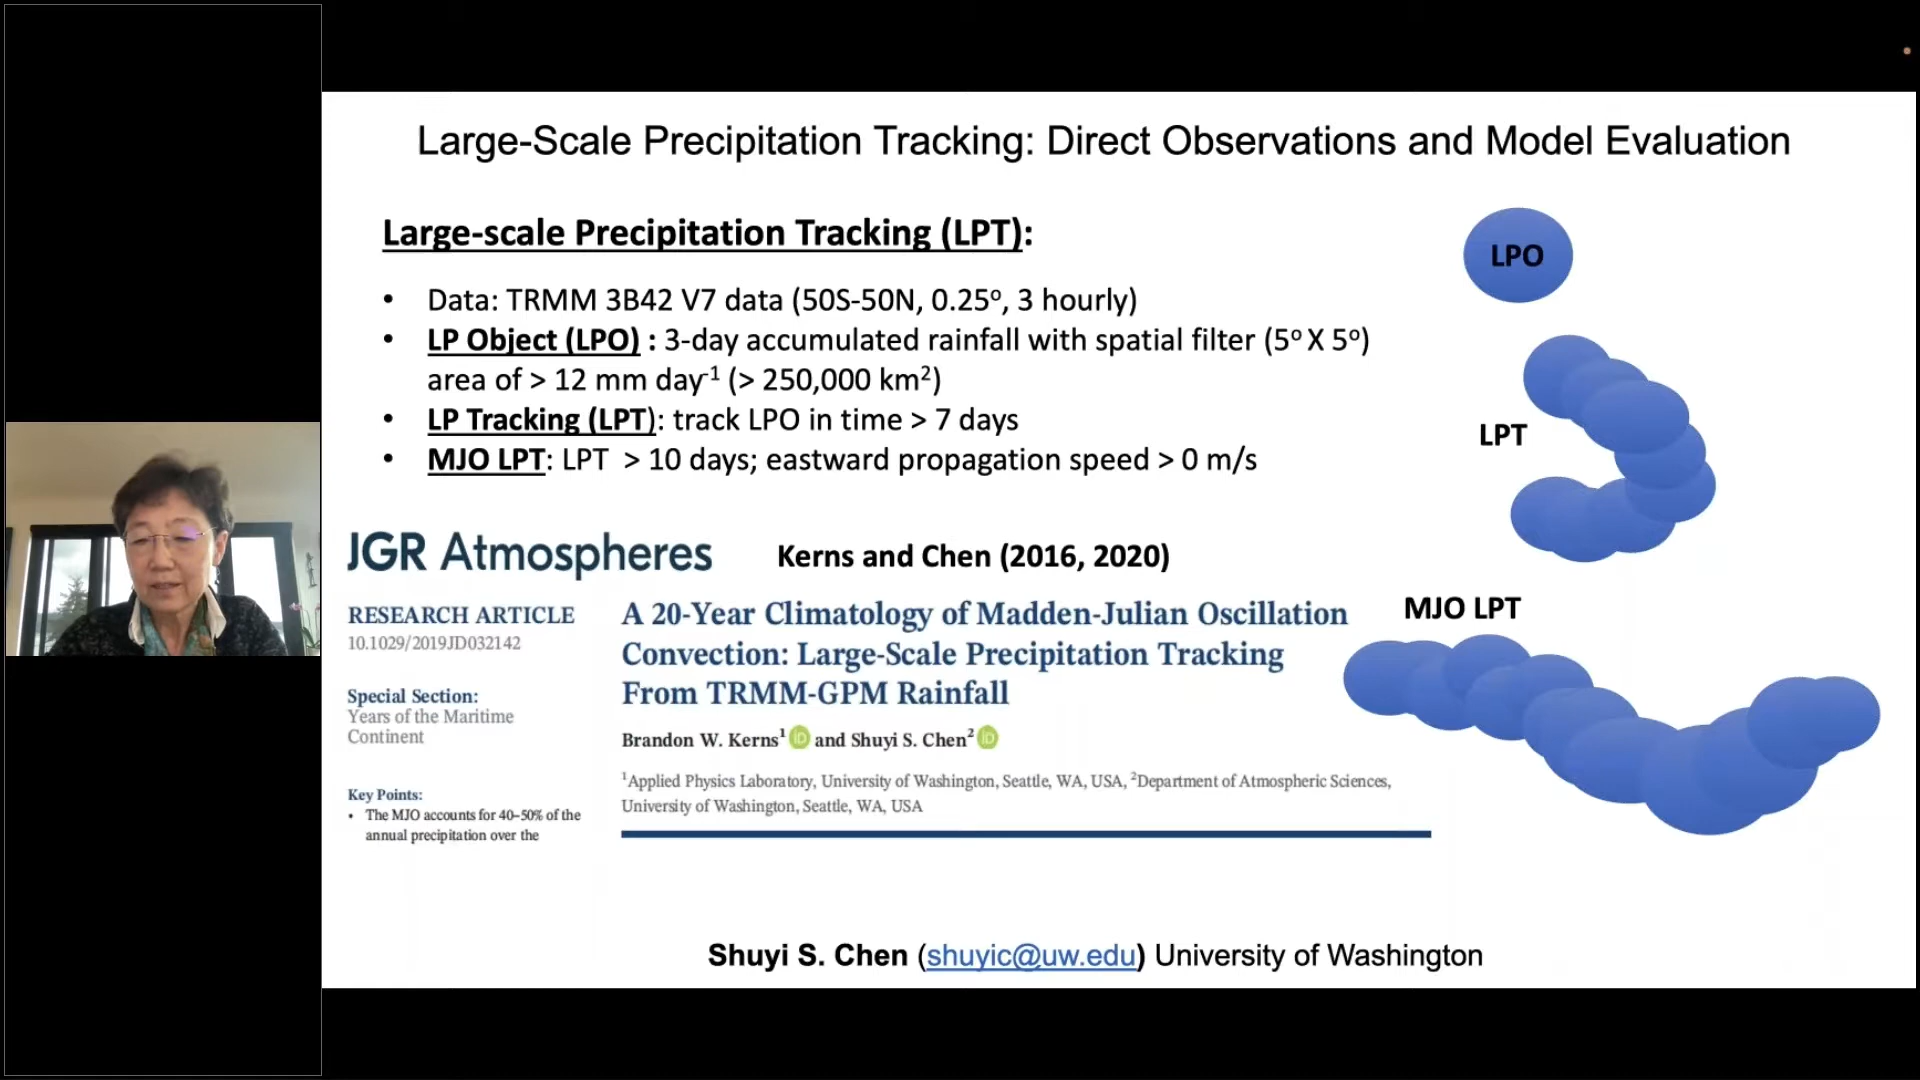 Large-Scale Precipitation Tracking: Direct Observations and Model Evaluation
Large-scale Precipitation Tracking (LPT):
• Data: TRMM 3B42 V7 data (50S-50N, 0.25°, 3 hourly)
• LP Object (LPO) : 3-day accumulated rainfall with spatial filter (5° X 5°)
area of > 12 mm day⁻¹ (> 250,000 km²)
• LP Tracking (LPT): track LPO in time > 7 days
• MJO LPT: LPT > 10 days; eastward propagation speed > 0 m/s
LPO
LPT
MJO LPT
JGR Atmospheres
Kerns and Chen (2016, 2020)
RESEARCH ARTICLE
10.1029/2019JD032142
Special Section:
Years of the Maritime
Continent
Key Points:
• The MJO accounts for 40–50% of the
annual precipitation over the
A 20-Year Climatology of Madden-Julian Oscillation
Convection: Large-Scale Precipitation Tracking
From TRMM-GPM Rainfall
Brandon W. Kerns¹ iD and Shuyi S. Chen² iD
¹Applied Physics Laboratory, University of Washington, Seattle, WA, USA, ²Department of Atmospheric Sciences,
University of Washington, Seattle, WA, USA
Shuyi S. Chen (shuyic@uw.edu) University of Washington